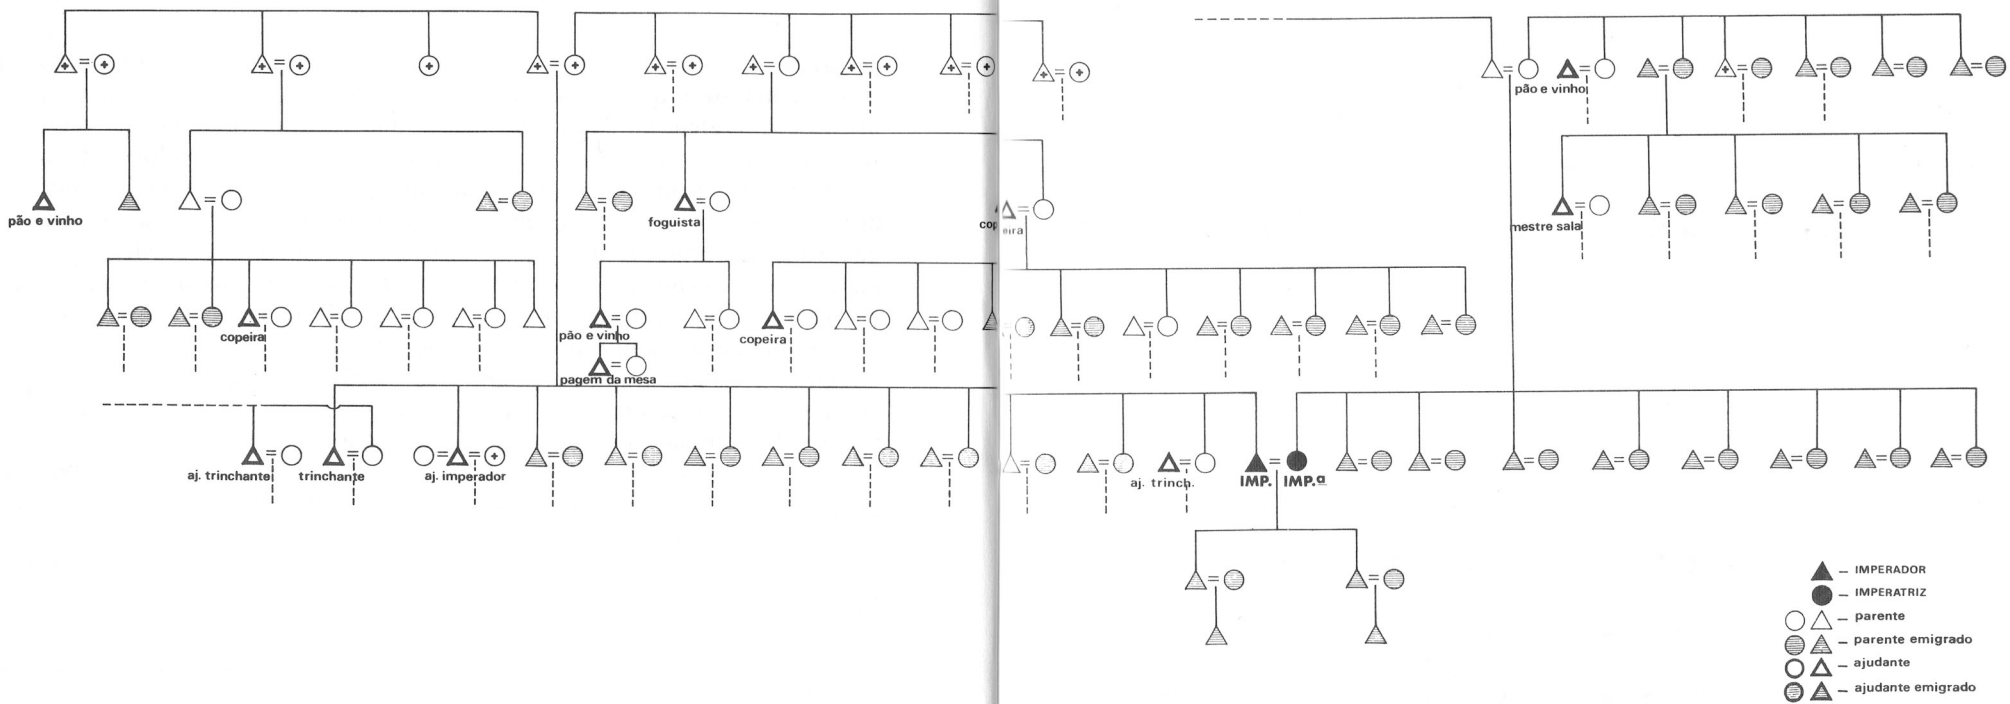 pão e vinho
pão e vinho
foguista
copeira
mestre sala
copeira
pão e vinho
copeira
pagem da mesa
aj. trinchante
trinchante
aj. imperador
aj. trinch.
IMP.
IMP.ª
– IMPERADOR
– IMPERATRIZ
– parente
– parente emigrado
– ajudante
– ajudante emigrado